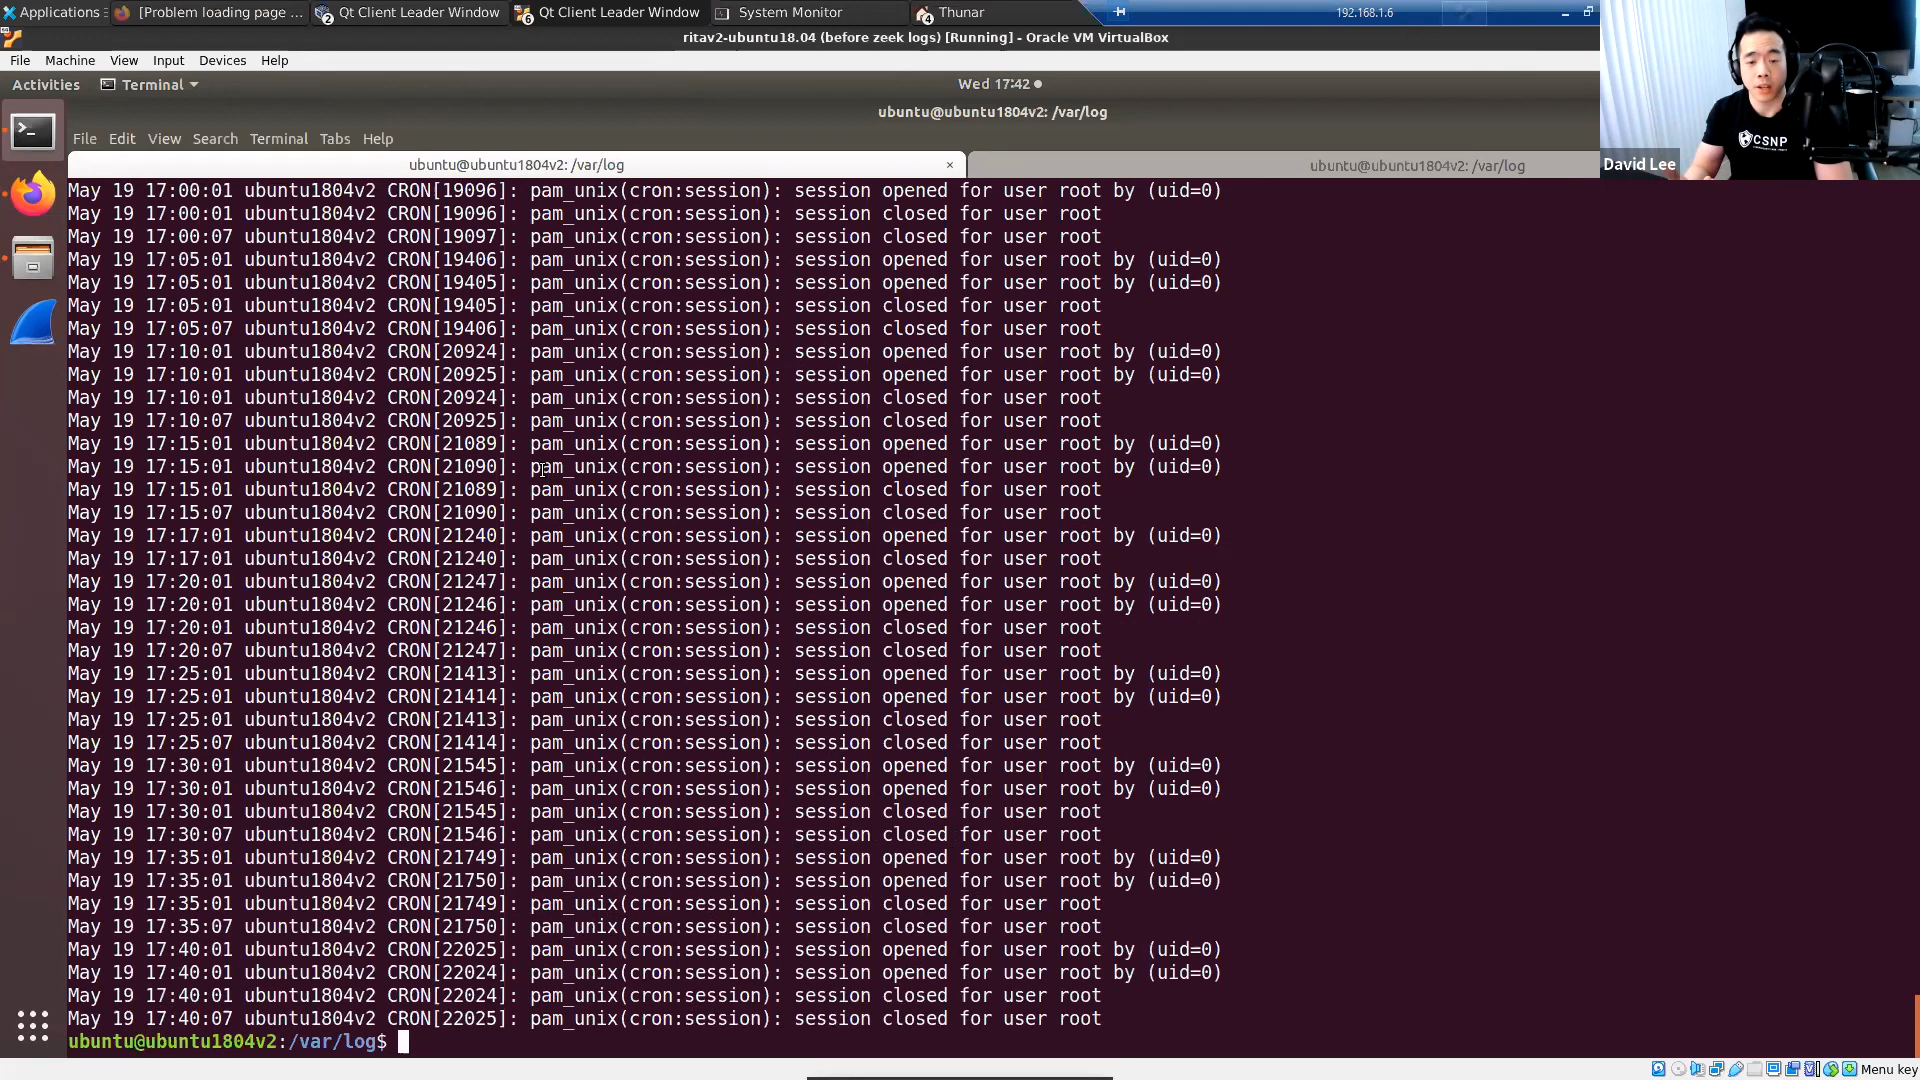 Applications
[Problem loading page ...
Qt Client Leader Window
Qt Client Leader Window
System Monitor
Thunar
192.168.1.6
ritav2-ubuntu18.04 (before zeek logs) [Running] - Oracle VM VirtualBox
File Machine View Input Devices Help
Activities
Terminal
Wed 17:42
ubuntu@ubuntu1804v2: /var/log
File Edit View Search Terminal Tabs Help
ubuntu@ubuntu1804v2: /var/log ×
ubuntu@ubuntu1804v2: /var/log
CSNP
David Lee
May 19 17:00:01 ubuntu1804v2 CRON[19096]: pam_unix(cron:session): session opened for user root by (uid=0)
May 19 17:00:01 ubuntu1804v2 CRON[19096]: pam_unix(cron:session): session closed for user root
May 19 17:00:07 ubuntu1804v2 CRON[19097]: pam_unix(cron:session): session closed for user root
May 19 17:05:01 ubuntu1804v2 CRON[19406]: pam_unix(cron:session): session opened for user root by (uid=0)
May 19 17:05:01 ubuntu1804v2 CRON[19405]: pam_unix(cron:session): session opened for user root by (uid=0)
May 19 17:05:01 ubuntu1804v2 CRON[19405]: pam_unix(cron:session): session closed for user root
May 19 17:05:07 ubuntu1804v2 CRON[19406]: pam_unix(cron:session): session closed for user root
May 19 17:10:01 ubuntu1804v2 CRON[20924]: pam_unix(cron:session): session opened for user root by (uid=0)
May 19 17:10:01 ubuntu1804v2 CRON[20925]: pam_unix(cron:session): session opened for user root by (uid=0)
May 19 17:10:01 ubuntu1804v2 CRON[20924]: pam_unix(cron:session): session closed for user root
May 19 17:10:07 ubuntu1804v2 CRON[20925]: pam_unix(cron:session): session closed for user root
May 19 17:15:01 ubuntu1804v2 CRON[21089]: pam_unix(cron:session): session opened for user root by (uid=0)
May 19 17:15:01 ubuntu1804v2 CRON[21090]: pam_unix(cron:session): session opened for user root by (uid=0)
May 19 17:15:01 ubuntu1804v2 CRON[21089]: pam_unix(cron:session): session closed for user root
May 19 17:15:07 ubuntu1804v2 CRON[21090]: pam_unix(cron:session): session closed for user root
May 19 17:17:01 ubuntu1804v2 CRON[21240]: pam_unix(cron:session): session opened for user root by (uid=0)
May 19 17:17:01 ubuntu1804v2 CRON[21240]: pam_unix(cron:session): session closed for user root
May 19 17:20:01 ubuntu1804v2 CRON[21247]: pam_unix(cron:session): session opened for user root by (uid=0)
May 19 17:20:01 ubuntu1804v2 CRON[21246]: pam_unix(cron:session): session opened for user root by (uid=0)
May 19 17:20:01 ubuntu1804v2 CRON[21246]: pam_unix(cron:session): session closed for user root
May 19 17:20:07 ubuntu1804v2 CRON[21247]: pam_unix(cron:session): session closed for user root
May 19 17:25:01 ubuntu1804v2 CRON[21413]: pam_unix(cron:session): session opened for user root by (uid=0)
May 19 17:25:01 ubuntu1804v2 CRON[21414]: pam_unix(cron:session): session opened for user root by (uid=0)
May 19 17:25:01 ubuntu1804v2 CRON[21413]: pam_unix(cron:session): session closed for user root
May 19 17:25:07 ubuntu1804v2 CRON[21414]: pam_unix(cron:session): session closed for user root
May 19 17:30:01 ubuntu1804v2 CRON[21545]: pam_unix(cron:session): session opened for user root by (uid=0)
May 19 17:30:01 ubuntu1804v2 CRON[21546]: pam_unix(cron:session): session opened for user root by (uid=0)
May 19 17:30:01 ubuntu1804v2 CRON[21545]: pam_unix(cron:session): session closed for user root
May 19 17:30:07 ubuntu1804v2 CRON[21546]: pam_unix(cron:session): session closed for user root
May 19 17:35:01 ubuntu1804v2 CRON[21749]: pam_unix(cron:session): session opened for user root by (uid=0)
May 19 17:35:01 ubuntu1804v2 CRON[21750]: pam_unix(cron:session): session opened for user root by (uid=0)
May 19 17:35:01 ubuntu1804v2 CRON[21749]: pam_unix(cron:session): session closed for user root
May 19 17:35:07 ubuntu1804v2 CRON[21750]: pam_unix(cron:session): session closed for user root
May 19 17:40:01 ubuntu1804v2 CRON[22025]: pam_unix(cron:session): session opened for user root by (uid=0)
May 19 17:40:01 ubuntu1804v2 CRON[22024]: pam_unix(cron:session): session opened for user root by (uid=0)
May 19 17:40:01 ubuntu1804v2 CRON[22024]: pam_unix(cron:session): session closed for user root
May 19 17:40:07 ubuntu1804v2 CRON[22025]: pam_unix(cron:session): session closed for user root
ubuntu@ubuntu1804v2:/var/log$
Menu key